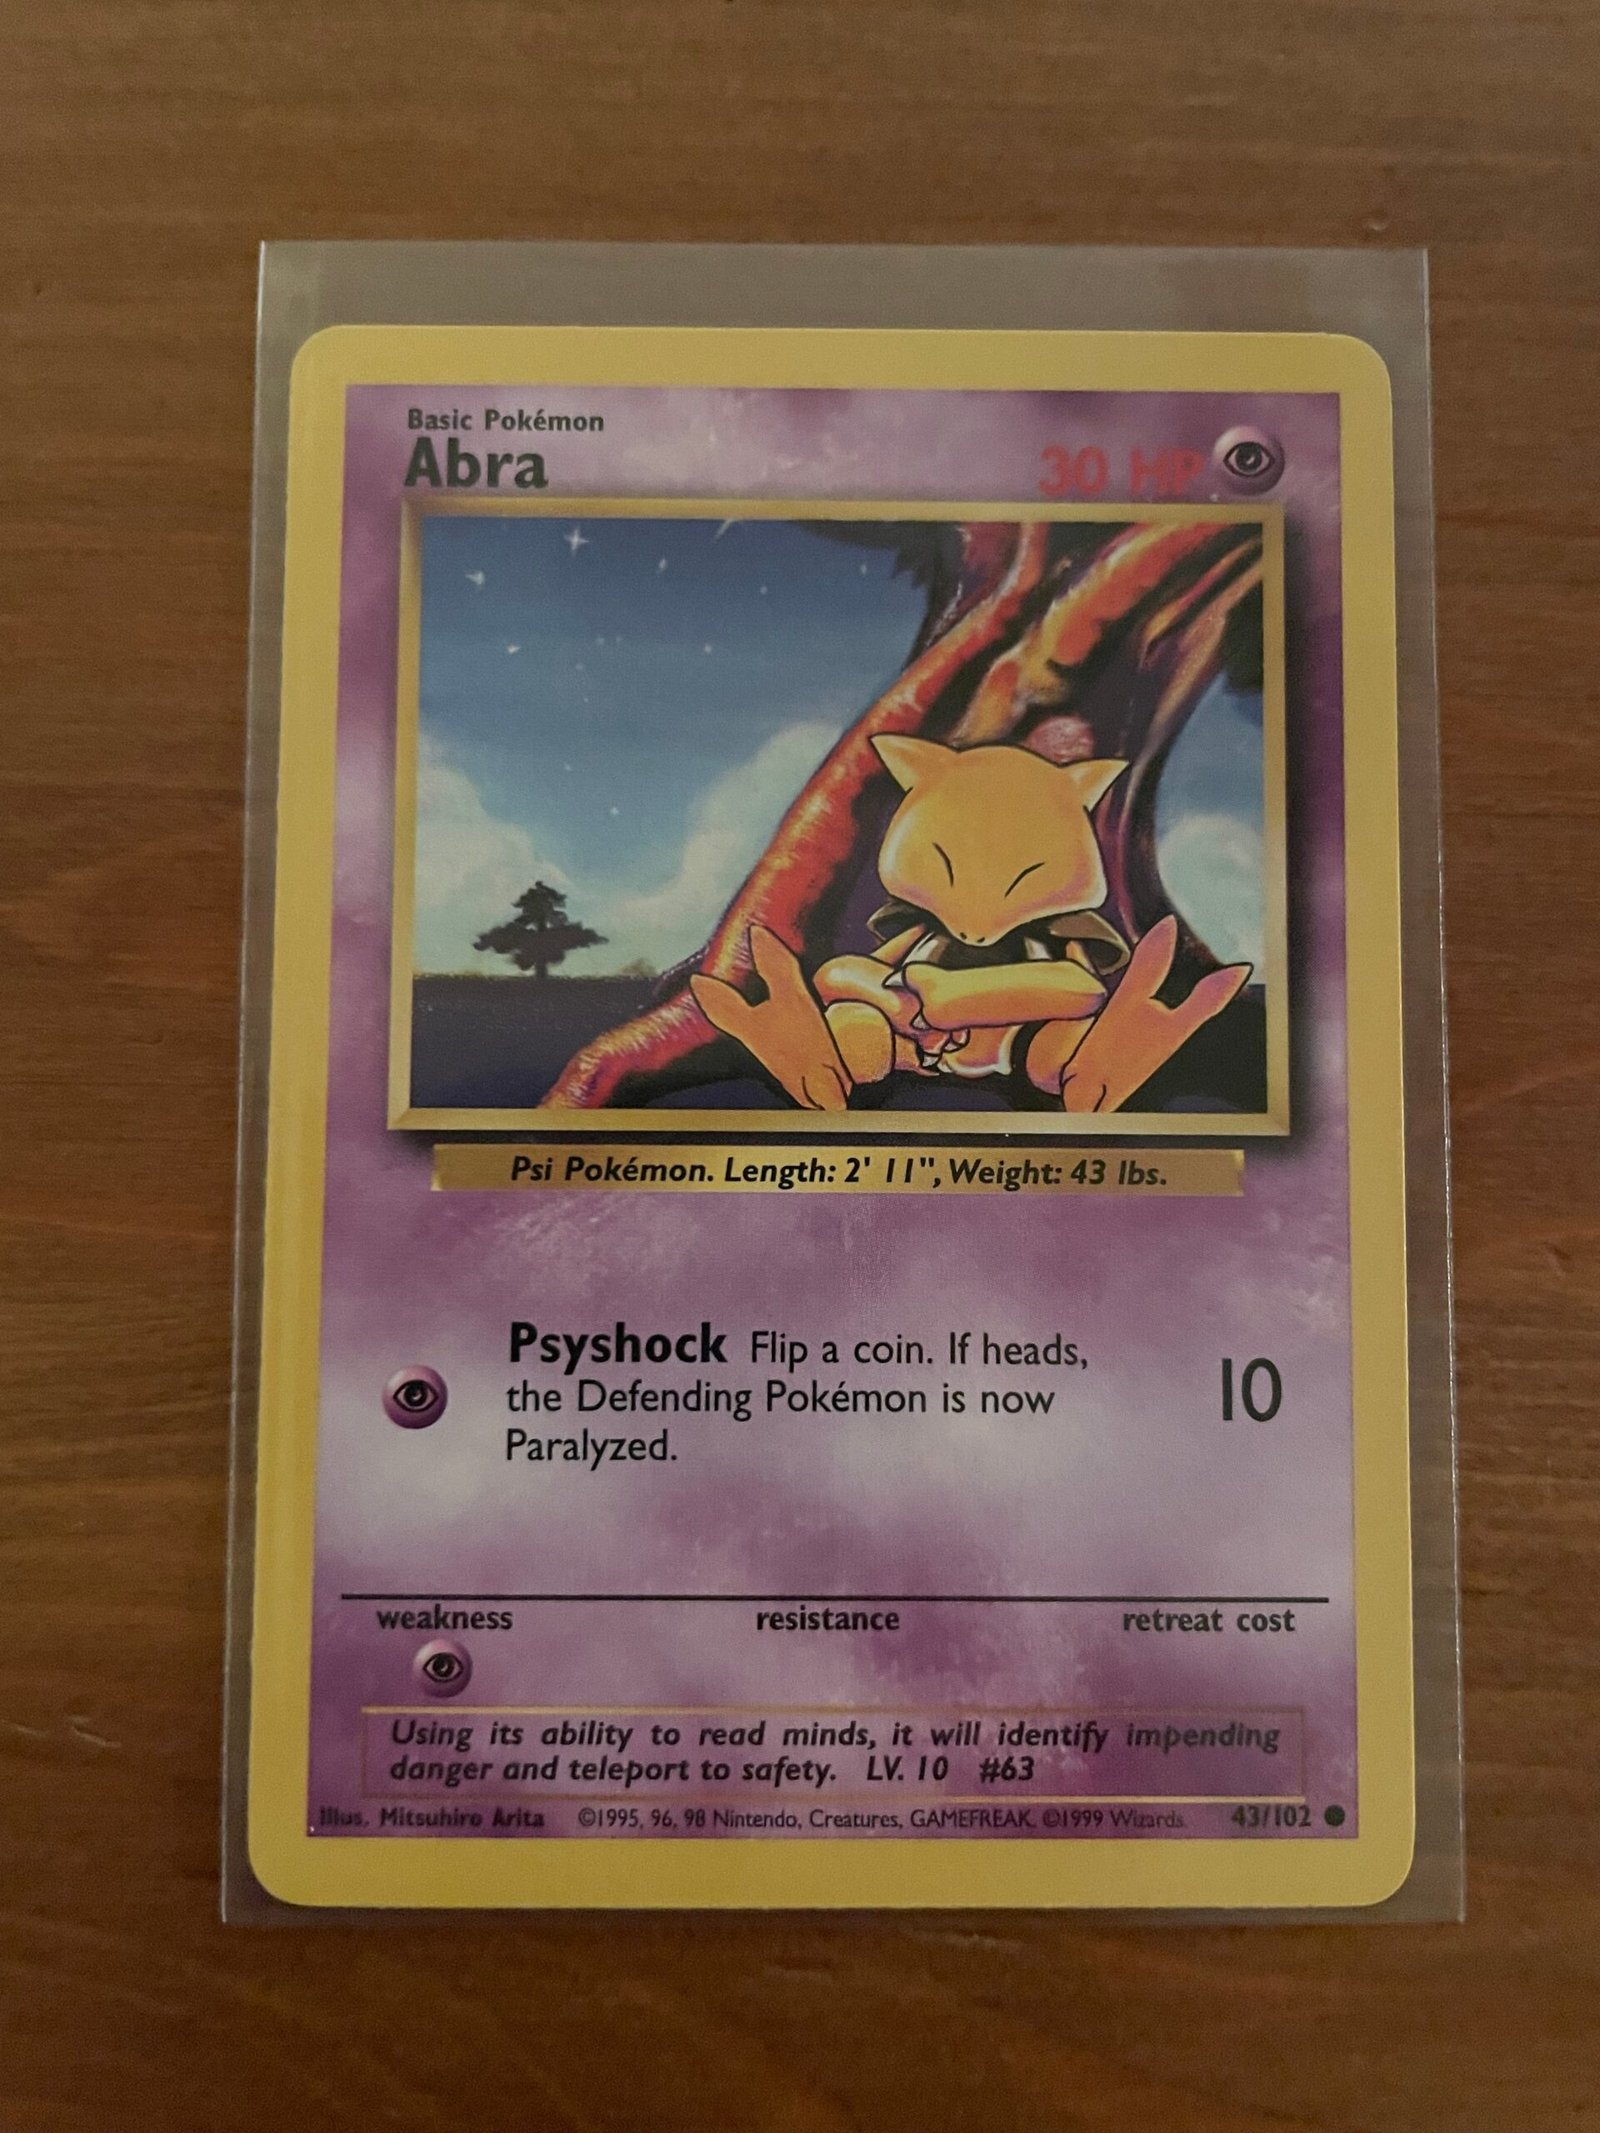 Basic Pokémon
Abra
30 HP
Psi Pokémon. Length: 2' 11", Weight: 43 lbs.
Psyshock Flip a coin. If heads,
the Defending Pokémon is now
Paralyzed.
10
weakness resistance retreat cost
Using its ability to read minds, it will identify impending
danger and teleport to safety. LV. 10 #63
Illus. Mitsuhiro Arita ©1995, 96, 98 Nintendo, Creatures, GAMEFREAK. ©1999 Wizards. 43/102